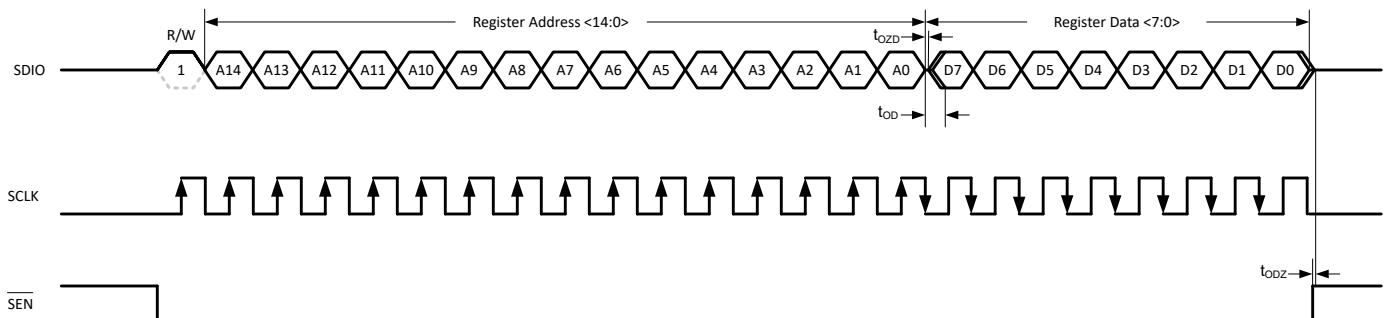 Register Address <14:0> Register Data <7:0>
R/W tOZD
SDIO 1 A14 A13 A12 A11 A10 A9 A8 A7 A6 A5 A4 A3 A2 A1 A0 D7 D6 D5 D4 D3 D2 D1 D0
tOD
SCLK
tODZ
SEN